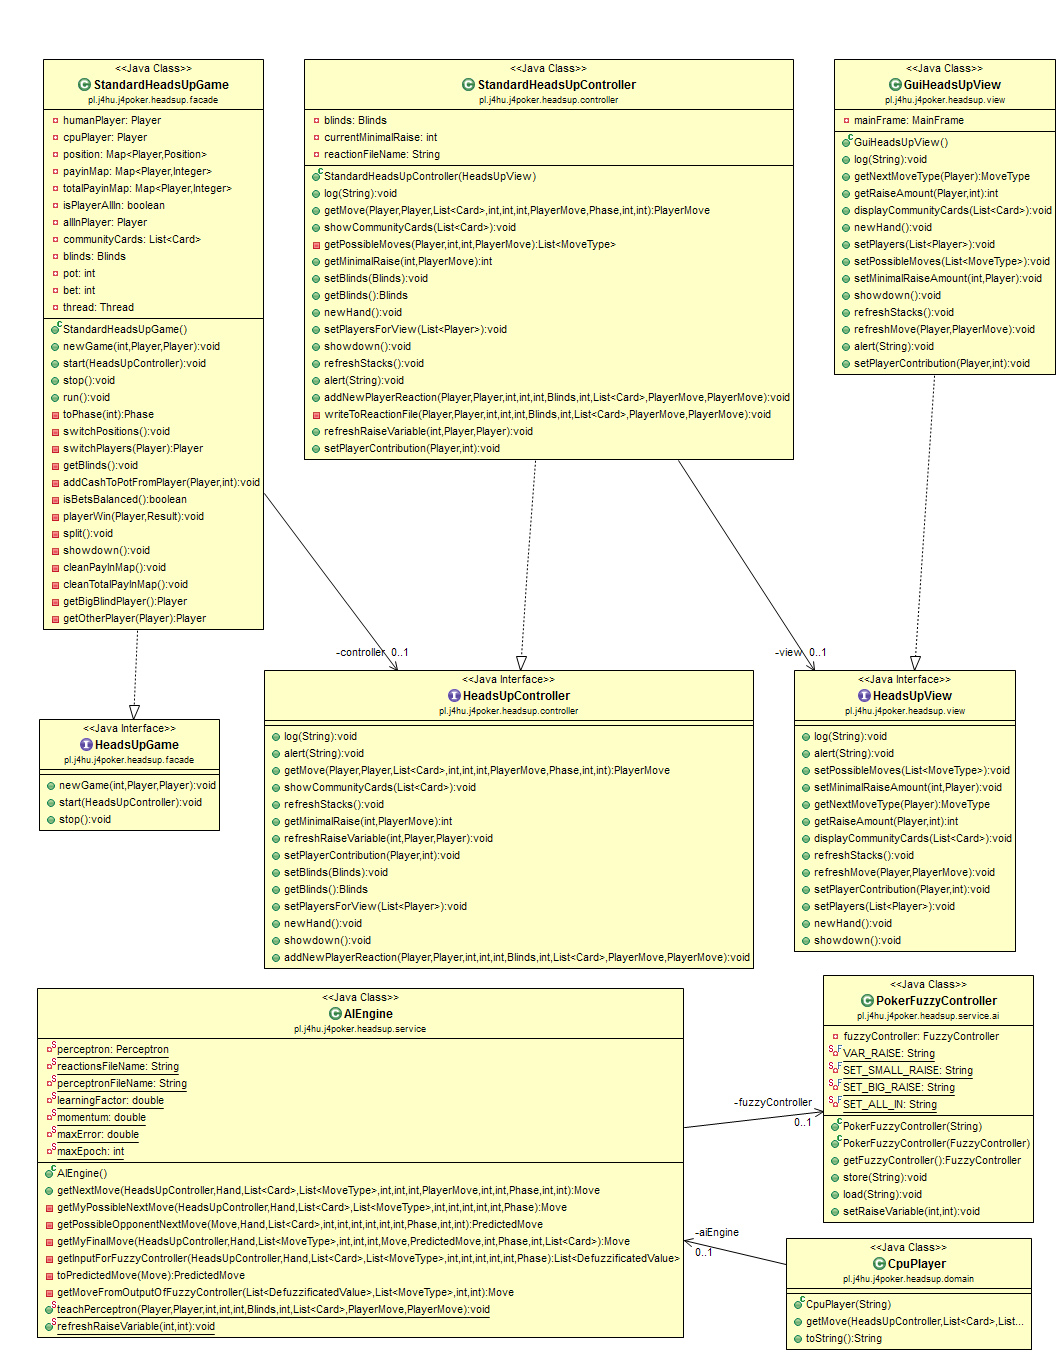 <<Java Class>>
StandardHeadsUpGame
pl.j4hu.j4poker.headsup.facade
humanPlayer: Player
cpuPlayer: Player
position: Map<Player,Position>
payinMap: Map<Player,Integer>
totalPayinMap: Map<Player,Integer>
isPlayerAllIn: boolean
allInPlayer: Player
communityCards: List<Card>
blinds: Blinds
pot: int
bet: int
thread: Thread
StandardHeadsUpGame()
newGame(int,Player,Player):void
start(HeadsUpController):void
stop():void
run():void
toPhase(int):Phase
switchPositions():void
switchPlayers(Player):Player
getBlinds():void
addCashToPotFromPlayer(Player,int):void
isBetsBalanced():boolean
playerWin(Player,Result):void
split():void
showdown():void
cleanPayInMap():void
cleanTotalPayInMap():void
getBigBlindPlayer():Player
getOtherPlayer(Player):Player
<<Java Class>>
StandardHeadsUpController
pl.j4hu.j4poker.headsup.controller
blinds: Blinds
currentMinimalRaise: int
reactionFileName: String
StandardHeadsUpController(HeadsUpView)
log(String):void
getMove(Player,Player,List<Card>,int,int,int,PlayerMove,Phase,int,int):PlayerMove
showCommunityCards(List<Card>):void
getPossibleMoves(Player,int,int,PlayerMove):List<MoveType>
getMinimalRaise(int,PlayerMove):int
setBlinds(Blinds):void
getBlinds():Blinds
newHand():void
setPlayersForView(List<Player>):void
showdown():void
refreshStacks():void
alert(String):void
addNewPlayerReaction(Player,Player,int,int,int,Blinds,int,List<Card>,PlayerMove,PlayerMove):void
writeToReactionFile(Player,Player,int,int,int,Blinds,int,List<Card>,PlayerMove,PlayerMove):void
refreshRaiseVariable(int,Player,Player):void
setPlayerContribution(Player,int):void
<<Java Class>>
GuiHeadsUpView
pl.j4hu.j4poker.headsup.view
mainFrame: MainFrame
GuiHeadsUpView()
log(String):void
getNextMoveType(Player):MoveType
getRaiseAmount(Player,int):int
displayCommunityCards(List<Card>):void
newHand():void
setPlayers(List<Player>):void
setPossibleMoves(List<MoveType>):void
setMinimalRaiseAmount(int,Player):void
showdown():void
refreshStacks():void
refreshMove(Player,PlayerMove):void
alert(String):void
setPlayerContribution(Player,int):void
-controller 0..1
-view 0..1
<<Java Interface>>
HeadsUpGame
pl.j4hu.j4poker.headsup.facade
newGame(int,Player,Player):void
start(HeadsUpController):void
stop():void
<<Java Interface>>
HeadsUpController
pl.j4hu.j4poker.headsup.controller
log(String):void
alert(String):void
getMove(Player,Player,List<Card>,int,int,int,PlayerMove,Phase,int,int):PlayerMove
showCommunityCards(List<Card>):void
refreshStacks():void
getMinimalRaise(int,PlayerMove):int
refreshRaiseVariable(int,Player,Player):void
setPlayerContribution(Player,int):void
setBlinds(Blinds):void
getBlinds():Blinds
setPlayersForView(List<Player>):void
newHand():void
showdown():void
addNewPlayerReaction(Player,Player,int,int,int,Blinds,int,List<Card>,PlayerMove,PlayerMove):void
<<Java Interface>>
HeadsUpView
pl.j4hu.j4poker.headsup.view
log(String):void
alert(String):void
setPossibleMoves(List<MoveType>):void
setMinimalRaiseAmount(int,Player):void
getNextMoveType(Player):MoveType
getRaiseAmount(Player,int):int
displayCommunityCards(List<Card>):void
refreshStacks():void
refreshMove(Player,PlayerMove):void
setPlayerContribution(Player,int):void
setPlayers(List<Player>):void
newHand():void
showdown():void
<<Java Class>>
AIEngine
pl.j4hu.j4poker.headsup.service
perceptron: Perceptron
reactionsFileName: String
perceptronFileName: String
learningFactor: double
momentum: double
maxError: double
maxEpoch: int
AIEngine()
getNextMove(HeadsUpController,Hand,List<Card>,List<MoveType>,int,int,int,PlayerMove,int,int,Phase,int,int):Move
getMyPossibleNextMove(HeadsUpController,Hand,List<Card>,List<MoveType>,int,int,int,int,int,Phase):Move
getPossibleOpponentNextMove(Move,Hand,List<Card>,int,int,int,int,int,int,Phase,int,int):PredictedMove
getMyFinalMove(HeadsUpController,Hand,List<MoveType>,int,int,Move,PredictedMove,int,Phase,int,List<Card>):Move
getInputForFuzzyController(HeadsUpController,Hand,List<Card>,List<MoveType>,int,int,int,int,int,Phase):List<DefuzzificatedValue>
toPredictedMove(Move):PredictedMove
getMoveFromOutputOfFuzzyController(List<DefuzzificatedValue>,List<MoveType>,int,int):Move
teachPerceptron(Player,Player,int,int,int,Blinds,int,List<Card>,PlayerMove,PlayerMove):void
refreshRaiseVariable(int,int):void
-fuzzyController
0..1
<<Java Class>>
PokerFuzzyController
pl.j4hu.j4poker.headsup.service.ai
fuzzyController: FuzzyController
VAR_RAISE: String
SET_SMALL_RAISE: String
SET_BIG_RAISE: String
SET_ALL_IN: String
PokerFuzzyController(String)
PokerFuzzyController(FuzzyController)
getFuzzyController():FuzzyController
store(String):void
load(String):void
setRaiseVariable(int,int):void
-aiEngine
0..1
<<Java Class>>
CpuPlayer
pl.j4hu.j4poker.headsup.domain
CpuPlayer(String)
getMove(HeadsUpController,List<Card>,List...
toString():String